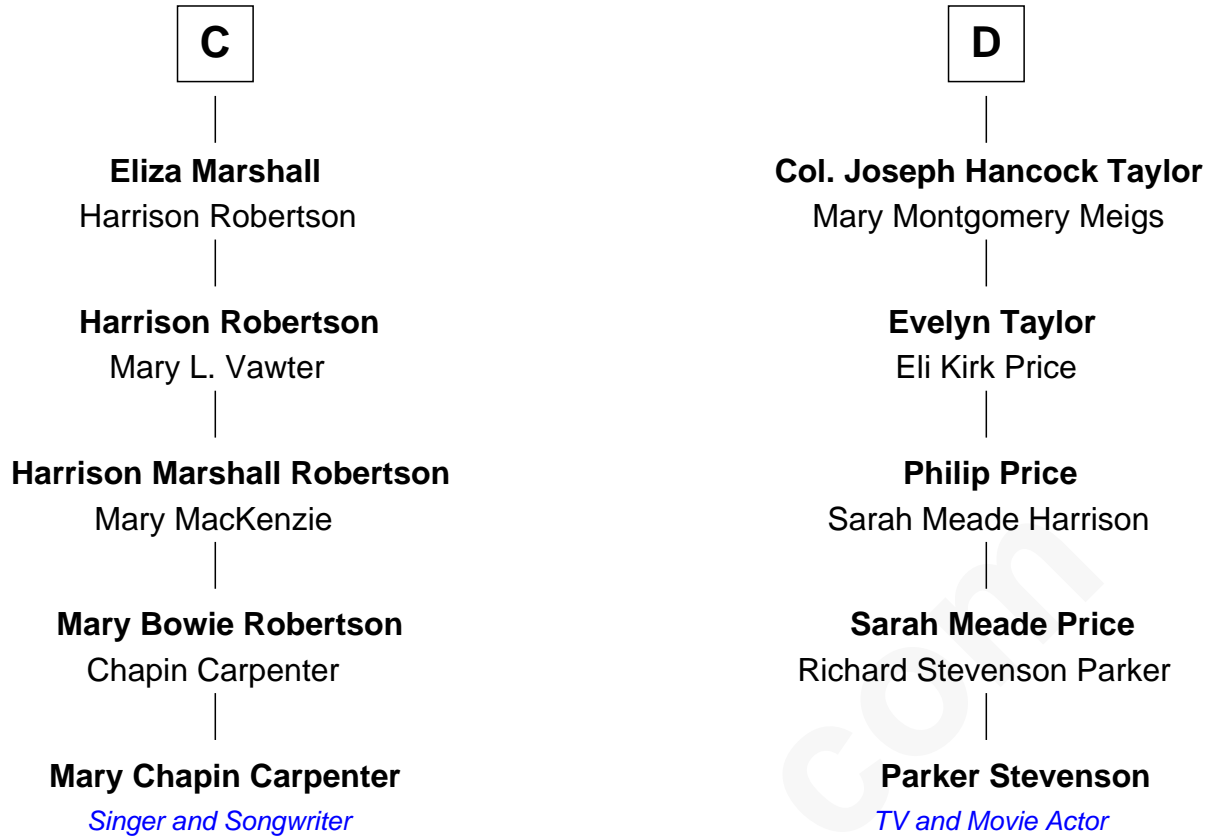 C
Eliza Marshall
Harrison Robertson
Harrison Robertson
Mary L. Vawter
Harrison Marshall Robertson
Mary MacKenzie
Mary Bowie Robertson
Chapin Carpenter
Mary Chapin Carpenter
Singer and Songwriter
D
Col. Joseph Hancock Taylor
Mary Montgomery Meigs
Evelyn Taylor
Eli Kirk Price
Philip Price
Sarah Meade Harrison
Sarah Meade Price
Richard Stevenson Parker
Parker Stevenson
TV and Movie Actor
com